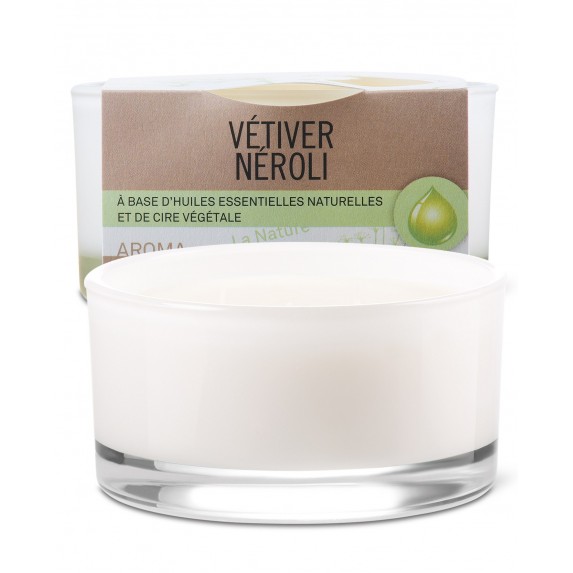 VÉTIVER
NÉROLI
À BASE D'HUILES ESSENTIELLES NATURELLES
ET DE CIRE VÉGÉTALE
La Nature
AROMA